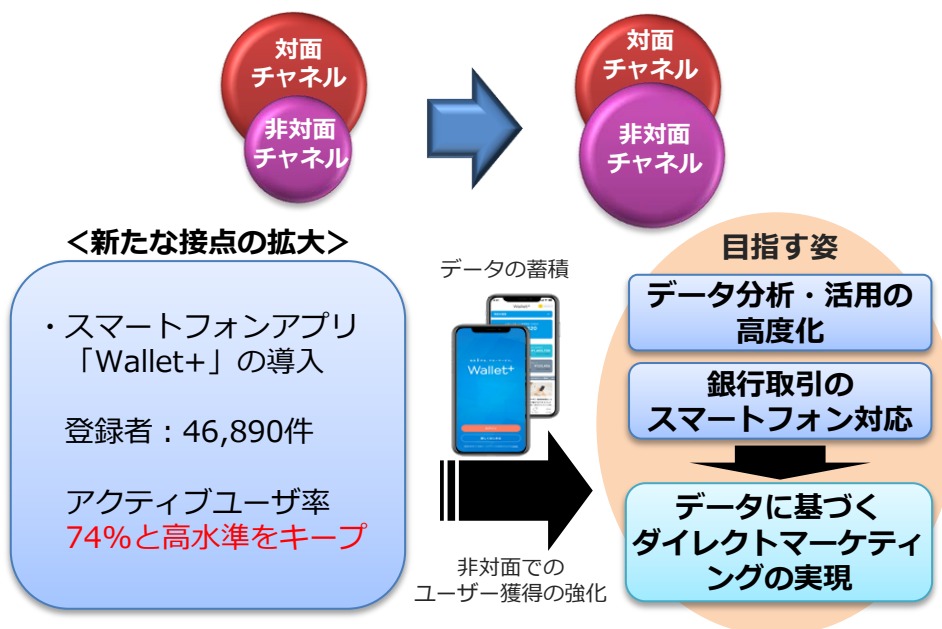 対面
チャネル
非対面
チャネル
対面
チャネル
非対面
チャネル
＜新たな接点の拡大＞
・スマートフォンアプリ
「Wallet+」の導入
登録者：46,890件
アクティブユーザ率
74%と高水準をキープ
データの蓄積
Wallet+
非対面での
ユーザー獲得の強化
目指す姿
データ分析・活用の
高度化
銀行取引の
スマートフォン対応
データに基づく
ダイレクトマーケティ
ングの実現